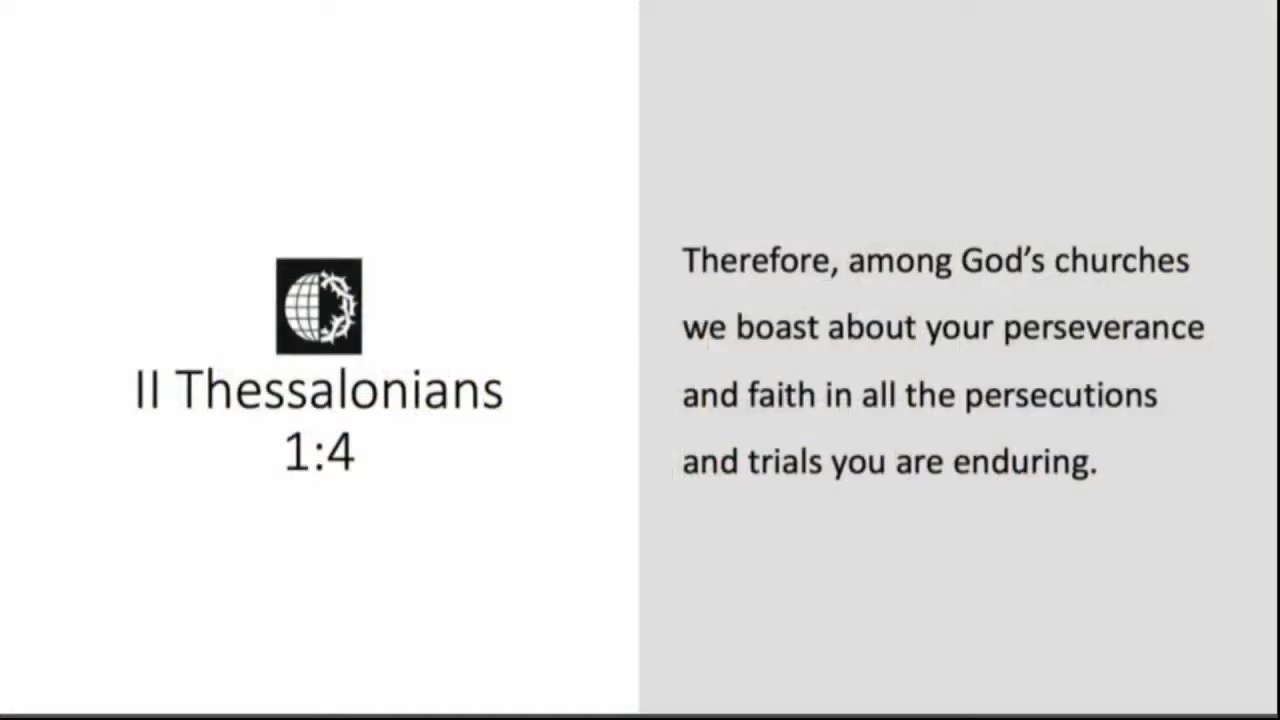 II Thessalonians
1:4
Therefore, among God’s churches
we boast about your perseverance
and faith in all the persecutions
and trials you are enduring.